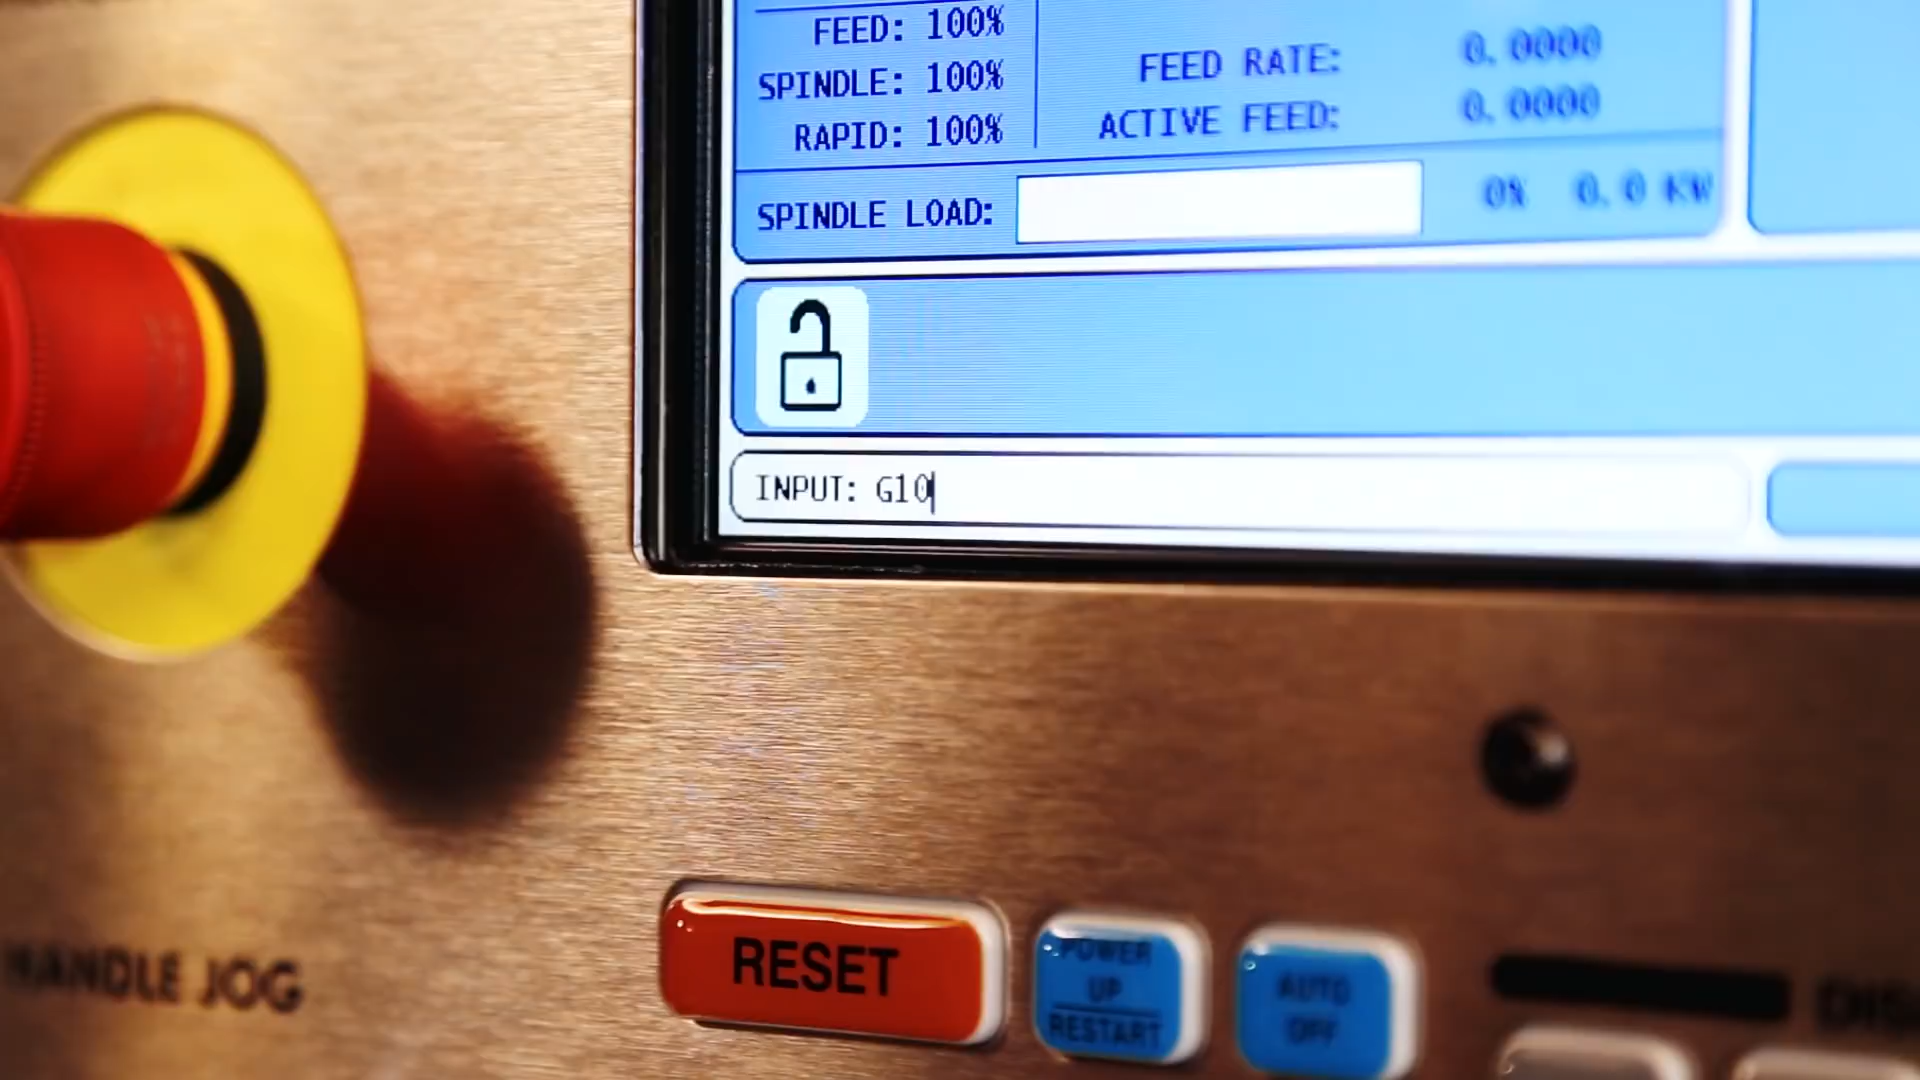 FEED: 100%
SPINDLE: 100%
RAPID: 100%
FEED RATE: 0.0000
ACTIVE FEED: 0.0000
SPINDLE LOAD: 0% 0.0 KW
INPUT: G10
RESET
POWER
UP
RESTART
AUTO
OFF
HANDLE JOG